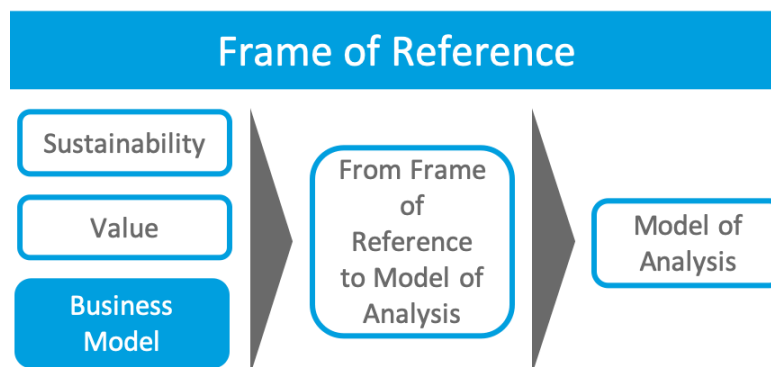 Frame of Reference
Sustainability
Value
Business
Model
From Frame
of
Reference
to Model of
Analysis
Model of
Analysis